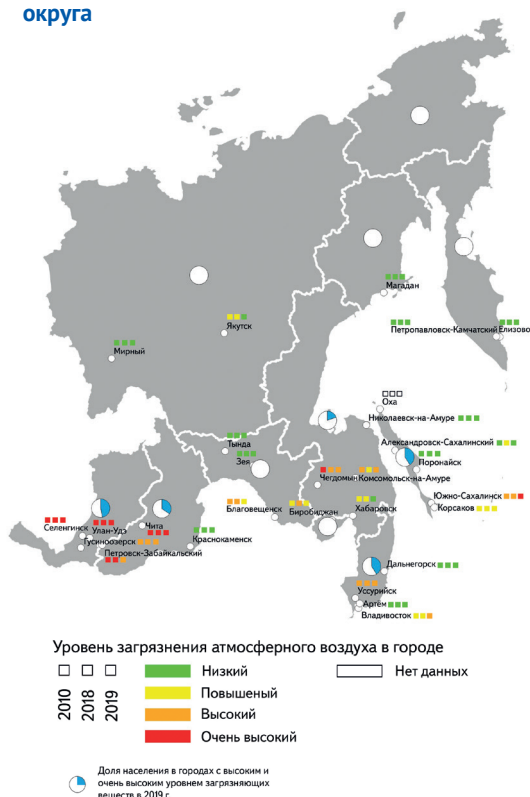 округа
Магадан
Якутск
Петропавловск-Камчатский
Елизово
Мирный
Оха
Николаевск-на-Амуре
Тында
Александровск-Сахалинский
Зея
Поронайск
Чегдомын
Комсомольск-на-Амуре
Южно-Сахалинск
Благовещенск
Биробиджан
Хабаровск
Корсаков
Селенгинск
Улан-Удэ
Чита
Гусиноозерск
Краснокаменск
Петровск-Забайкальский
Дальнегорск
Уссурийск
Артём
Владивосток
Уровень загрязнения атмосферного воздуха в городе
2010
2018
2019
Низкий
Нет данных
Повышеный
Высокий
Очень высокий
Доля населения в городах с высоким и
очень высоким уровнем загрязняющих
веществ в 2019 г